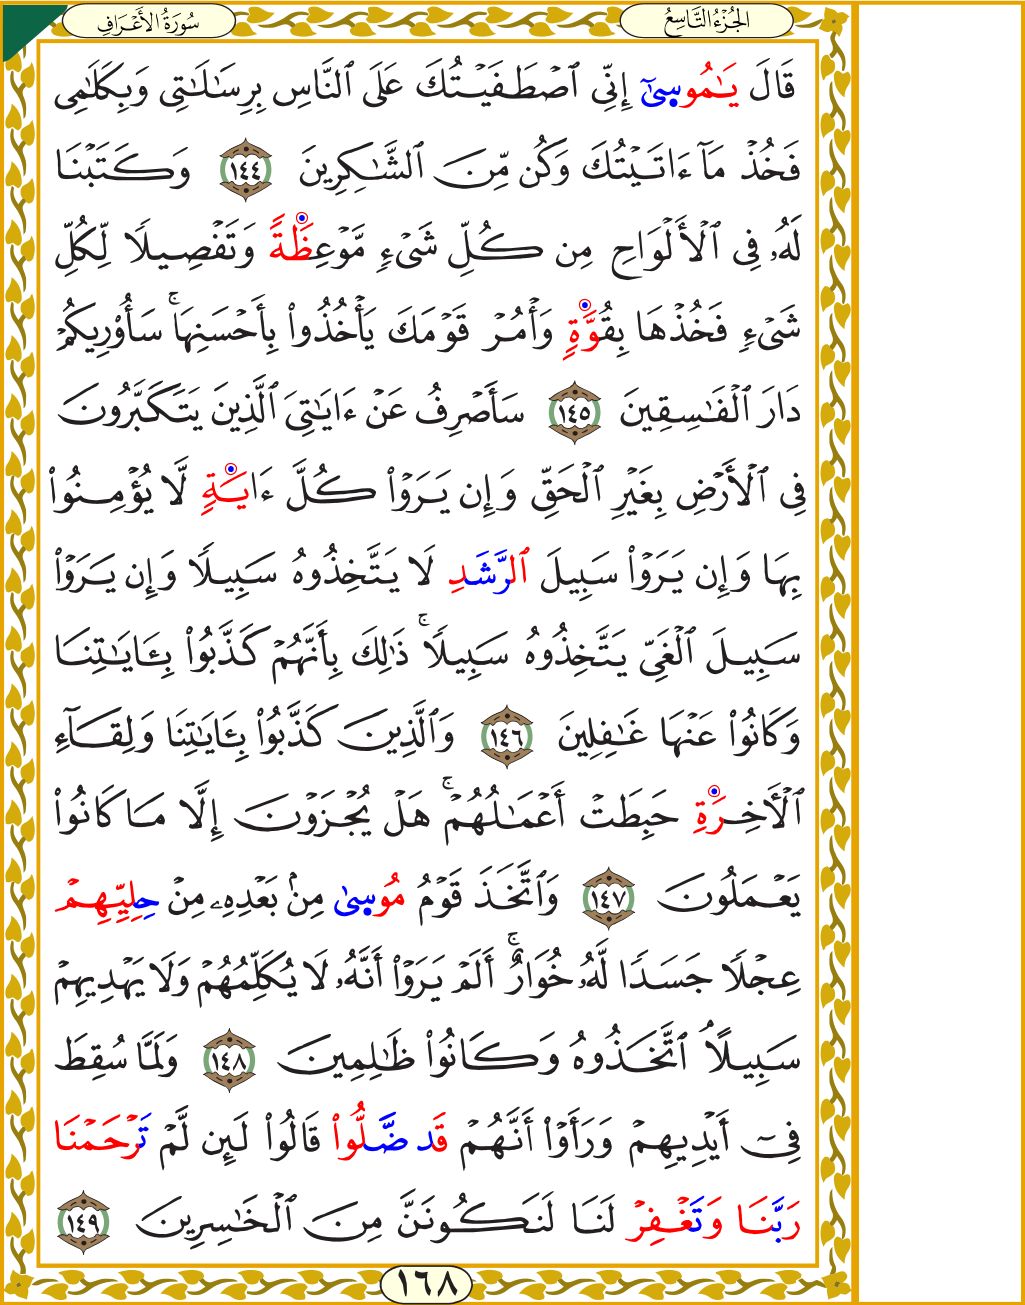 الجُزْءُ التَّاسِعُ
سُورَةُ الأَعْرَافِ
قَالَ يَـٰمُوسِىٰٓ إِنِّى ٱصْطَفَيْتُكَ عَلَى ٱلنَّاسِ بِرِسَـٰلَـٰتِى وَبِكَلَـٰمِى
فَخُذْ مَآ ءَاتَيْتُكَ وَكُن مِّنَ ٱلشَّـٰكِرِينَ ١٤٤ وَكَتَبْنَا
لَهُۥ فِى ٱلْأَلْوَاحِ مِن كُلِّ شَىْءٍ مَّوْعِظَةً وَتَفْصِيلًا لِّكُلِّ
شَىْءٍ فَخُذْهَا بِقُوَّةٍ وَأْمُرْ قَوْمَكَ يَأْخُذُوا۟ بِأَحْسَنِهَا ۚ سَأُو۟رِيكُمْ
دَارَ ٱلْفَـٰسِقِينَ ١٤٥ سَأَصْرِفُ عَنْ ءَايَـٰتِىَ ٱلَّذِينَ يَتَكَبَّرُونَ
فِى ٱلْأَرْضِ بِغَيْرِ ٱلْحَقِّ وَإِن يَرَوْا۟ كُلَّ ءَايَةٍ لَّا يُؤْمِنُوا۟
بِهَا وَإِن يَرَوْا۟ سَبِيلَ ٱلرَّشَدِ لَا يَتَّخِذُوهُ سَبِيلًا وَإِن يَرَوْا۟
سَبِيلَ ٱلْغَىِّ يَتَّخِذُوهُ سَبِيلًا ۚ ذَٰلِكَ بِأَنَّهُمْ كَذَّبُوا۟ بِـَٔايَـٰتِنَا
وَكَانُوا۟ عَنْهَا غَـٰفِلِينَ ١٤٦ وَٱلَّذِينَ كَذَّبُوا۟ بِـَٔايَـٰتِنَا وَلِقَآءِ
ٱلْأَخِرَةِ حَبِطَتْ أَعْمَـٰلُهُمْ ۚ هَلْ يُجْزَوْنَ إِلَّا مَا كَانُوا۟
يَعْمَلُونَ ١٤٧ وَٱتَّخَذَ قَوْمُ مُوسِىٰ مِنۢ بَعْدِهِۦ مِنْ حِلِيِّهِمْ
عِجْلًا جَسَدًا لَّهُۥ خُوَارٌ ۚ أَلَمْ يَرَوْا۟ أَنَّهُۥ لَا يُكَلِّمُهُمْ وَلَا يَهْدِيهِمْ
سَبِيلًا ۘ ٱتَّخَذُوهُ وَكَانُوا۟ ظَـٰلِمِينَ ١٤٨ وَلَمَّا سُقِطَ
فِىٓ أَيْدِيهِمْ وَرَأَوْا۟ أَنَّهُمْ قَد ضَّلُّوا۟ قَالُوا۟ لَئِن لَّمْ تَرْحَمْنَا
رَبَّنَا وَتَغْفِرْ لَنَا لَنَكُونَنَّ مِنَ ٱلْخَـٰسِرِينَ ١٤٩
١٦٨